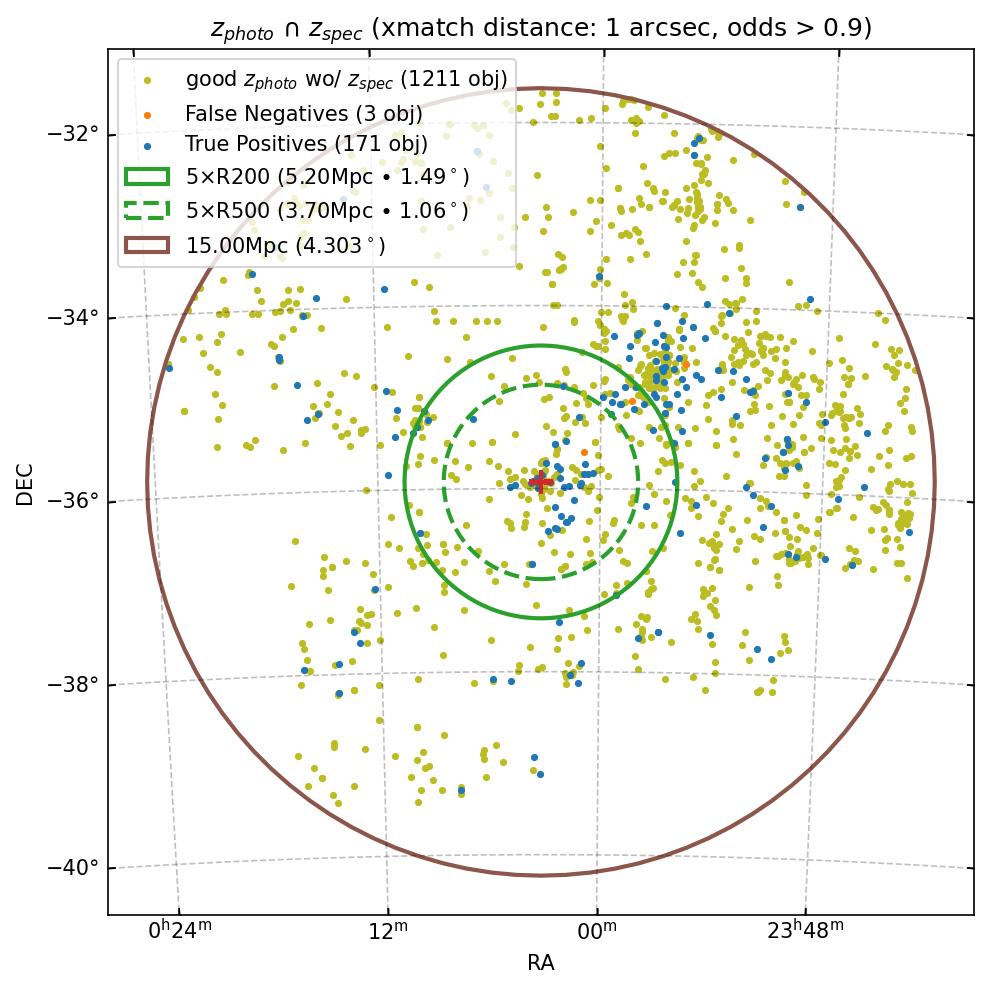 z_photo ∩ z_spec (xmatch distance: 1 arcsec, odds > 0.9)
good z_photo wo/ z_spec (1211 obj)
False Negatives (3 obj)
True Positives (171 obj)
5×R200 (5.20Mpc • 1.49°)
5×R500 (3.70Mpc • 1.06°)
15.00Mpc (4.303°)
−32°
−34°
−36°
−38°
−40°
DEC
0ʰ24ᵐ 12ᵐ 00ᵐ 23ʰ48ᵐ
RA